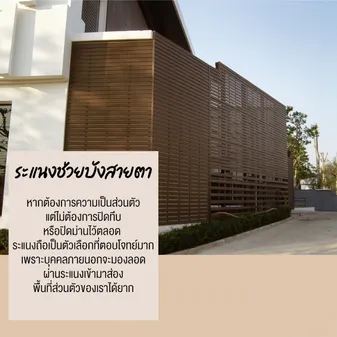 ระแนงช่วยบังสายตา
หากต้องการความเป็นส่วนตัว
แต่ไม่ต้องการปิดทึบ
หรือปิดม่านไว้ตลอด
ระแนงถือเป็นตัวเลือกที่ตอบโจทย์มาก
เพราะบุคคลภายนอกจะมองลอด
ผ่านระแนงเข้ามาส่อง
พื้นที่ส่วนตัวของเราได้ยาก